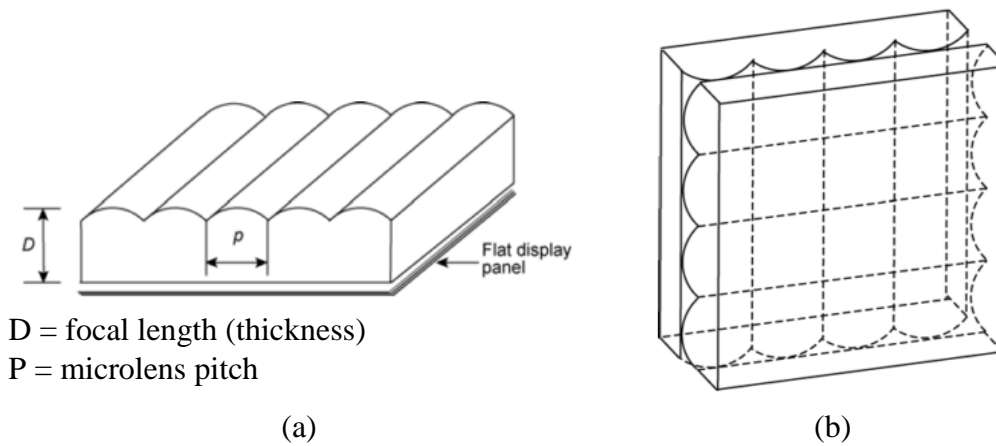 D
p
Flat display
panel
D = focal length (thickness)
P = microlens pitch
(a)
(b)